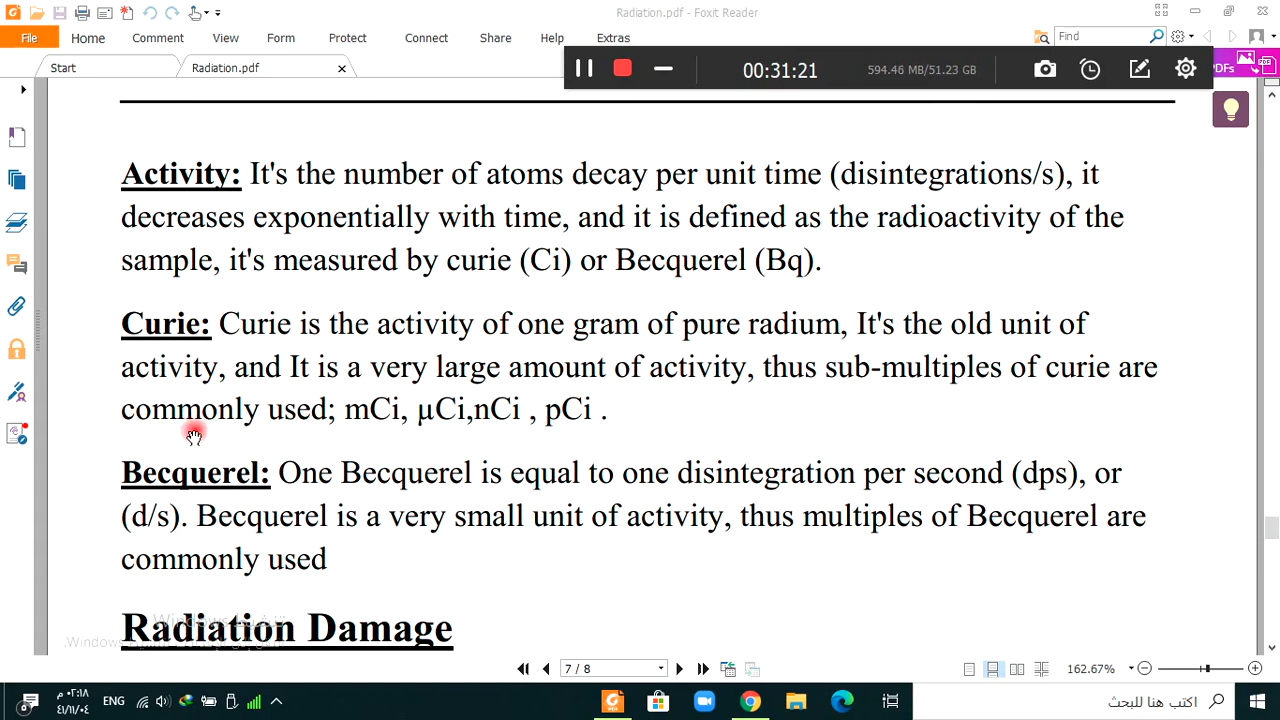 Radiation.pdf - Foxit Reader
File Home Comment View Form Protect Connect Share Help Extras
Find
Start Radiation.pdf
00:31:21 594.46 MB/51.23 GB
PDFs
Activity: It's the number of atoms decay per unit time (disintegrations/s), it
decreases exponentially with time, and it is defined as the radioactivity of the
sample, it's measured by curie (Ci) or Becquerel (Bq).
Curie: Curie is the activity of one gram of pure radium, It's the old unit of
activity, and It is a very large amount of activity, thus sub-multiples of curie are
commonly used; mCi, µCi,nCi , pCi .
Becquerel: One Becquerel is equal to one disintegration per second (dps), or
(d/s). Becquerel is a very small unit of activity, thus multiples of Becquerel are
commonly used
Radiation Damage
7 / 8 162.67%
٠٢:١٨ م
ENG
اكتب هنا للبحث